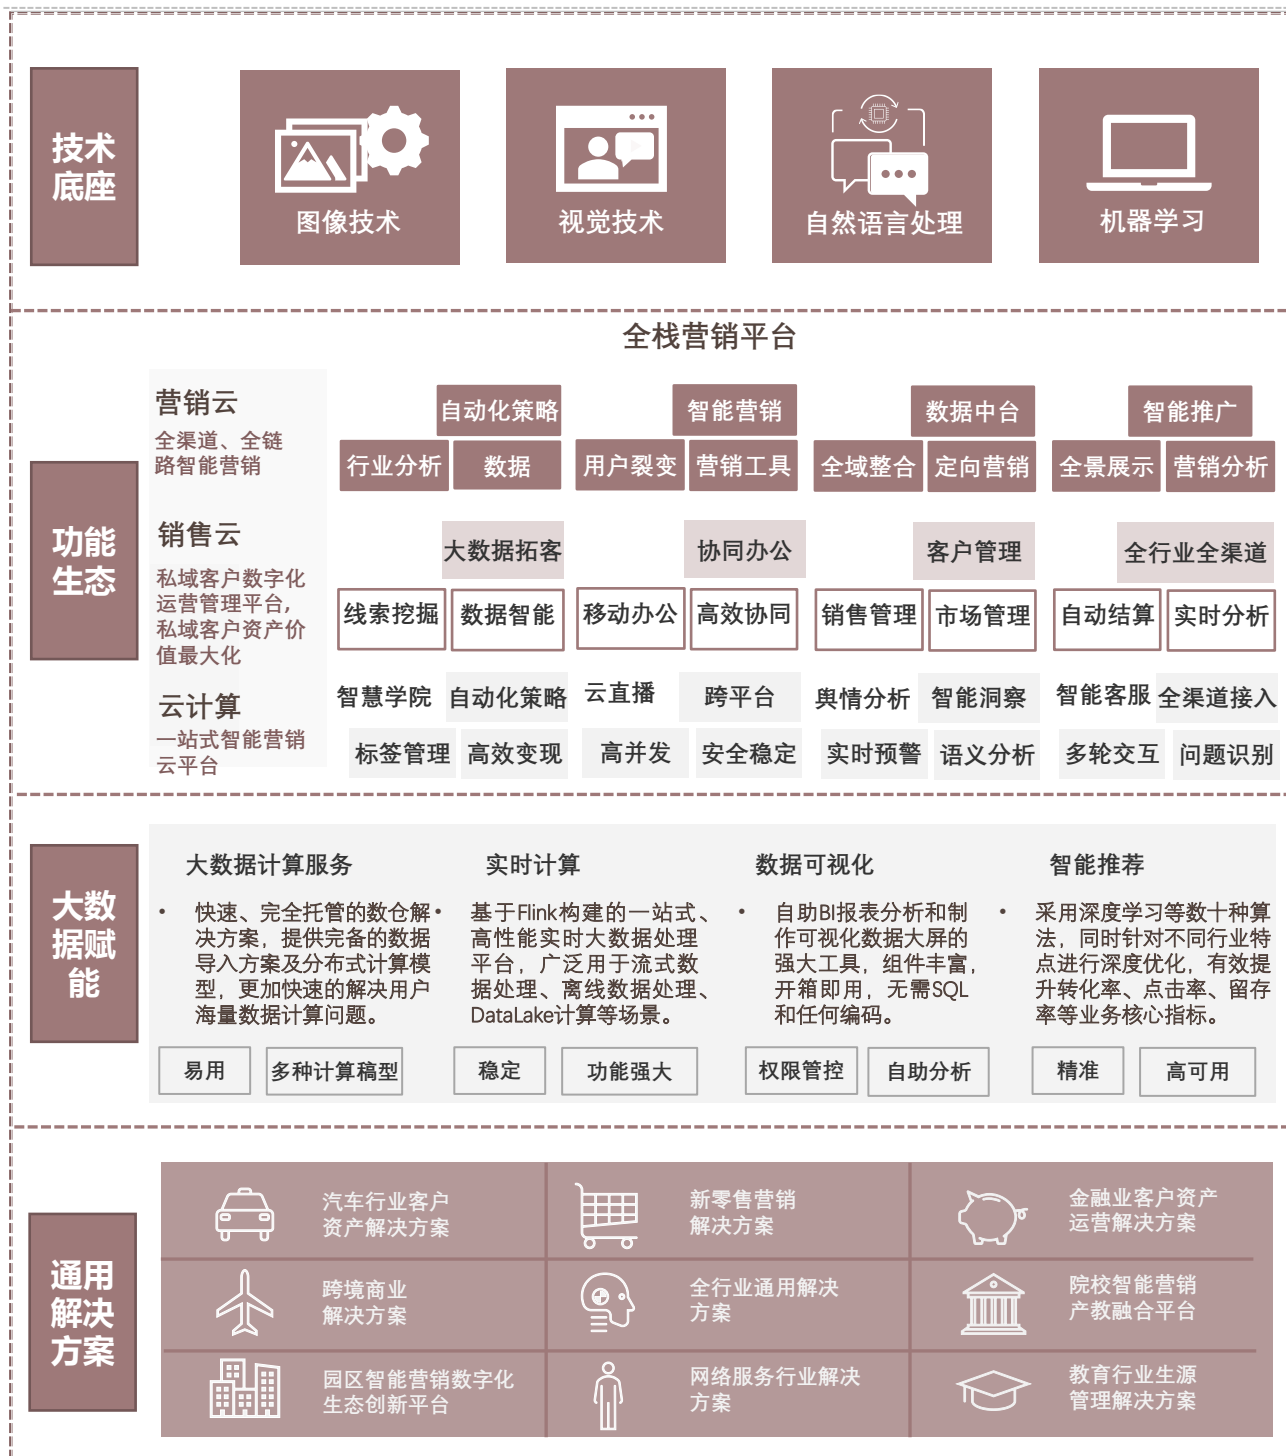 技术
底座
图像技术
视觉技术
自然语言处理
机器学习
全栈营销平台
功能
生态
营销云
全渠道、全链
路智能营销
自动化策略
智能营销
数据中台
智能推广
行业分析
数据
用户裂变
营销工具
全域整合
定向营销
全景展示
营销分析
销售云
私域客户数字化
运营管理平台,
私域客户资产价
值最大化
大数据拓客
协同办公
客户管理
全行业全渠道
线索挖掘
数据智能
移动办公
高效协同
销售管理
市场管理
自动结算
实时分析
云计算
一站式智能营销
云平台
智慧学院
自动化策略
云直播
跨平台
舆情分析
智能洞察
智能客服
全渠道接入
标签管理
高效变现
高并发
安全稳定
实时预警
语义分析
多轮交互
问题识别
大数
据赋
能
大数据计算服务
• 快速、完全托管的数仓解
决方案，提供完备的数据
导入方案及分布式计算模
型，更加快速的解决用户
海量数据计算问题。
易用
多种计算稿型
实时计算
• 基于Flink构建的一站式、
高性能实时大数据处理
平台，广泛用于流式数
据处理、离线数据处理、
DataLake计算等场景。
稳定
功能强大
数据可视化
• 自助BI报表分析和制
作可视化数据大屏的
强大工具，组件丰富，
开箱即用，无需SQL
和任何编码。
权限管控
自助分析
智能推荐
• 采用深度学习等数十种算
法，同时针对不同行业特
点进行深度优化，有效提
升转化率、点击率、留存
率等业务核心指标。
精准
高可用
通用
解决
方案
汽车行业客户
资产解决方案
新零售营销
解决方案
金融业客户资产
运营解决方案
跨境商业
解决方案
全行业通用解决
方案
院校智能营销
产教融合平台
园区智能营销数字化
生态创新平台
网络服务行业解决
方案
教育行业生源
管理解决方案